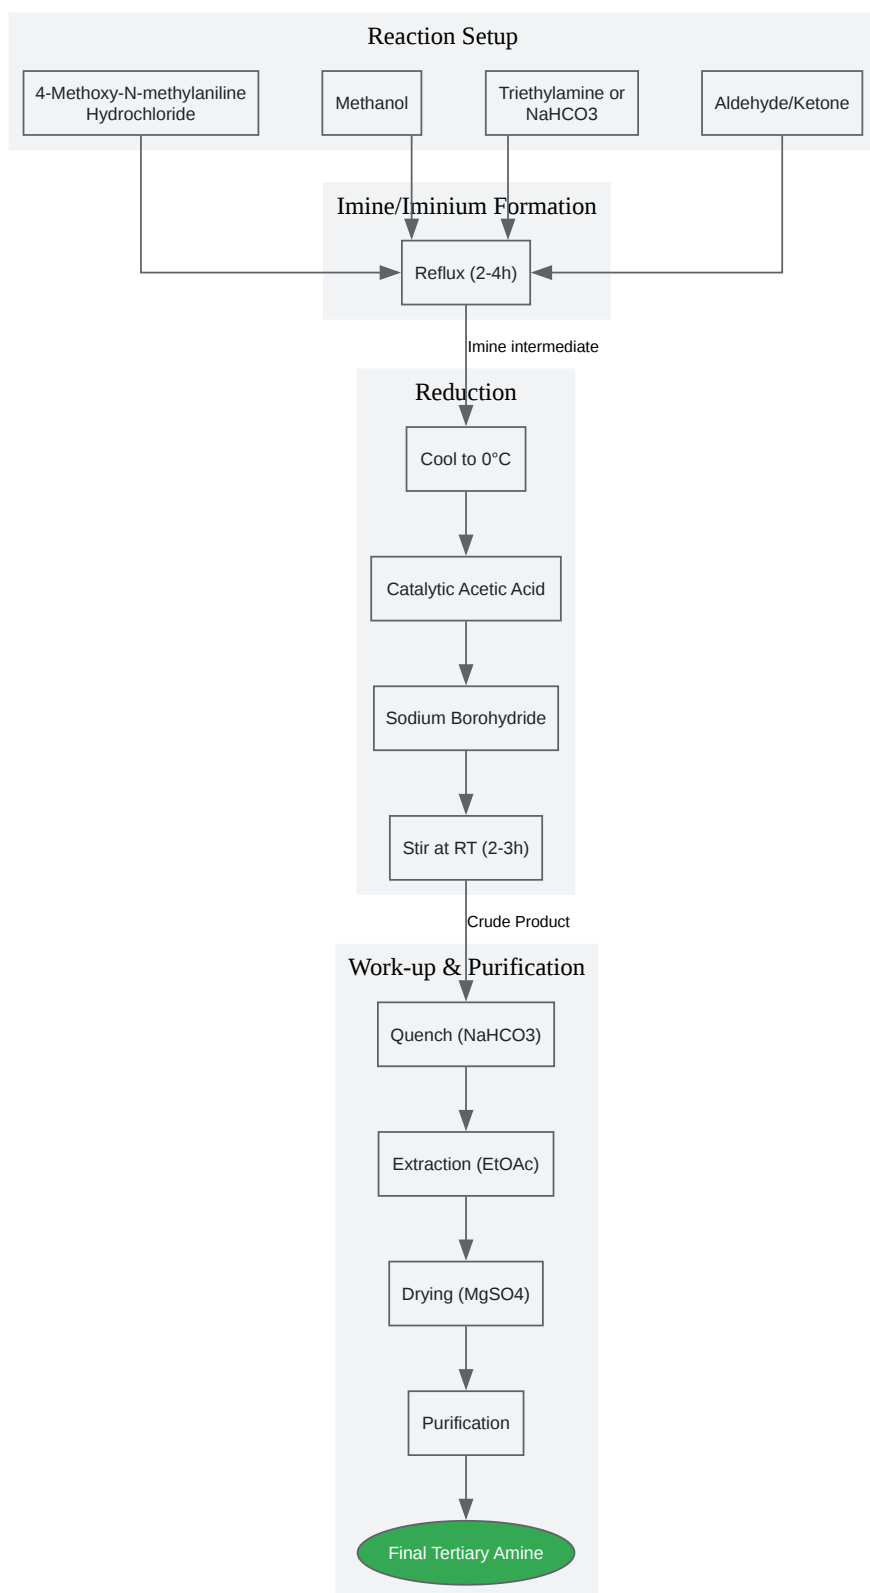 Reaction Setup
4-Methoxy-N-methylaniline
Hydrochloride
Methanol
Triethylamine or
NaHCO3
Aldehyde/Ketone
Imine/Iminium Formation
Reflux (2-4h)
Imine intermediate
Reduction
Cool to 0°C
Catalytic Acetic Acid
Sodium Borohydride
Stir at RT (2-3h)
Crude Product
Work-up & Purification
Quench (NaHCO3)
Extraction (EtOAc)
Drying (MgSO4)
Purification
Final Tertiary Amine